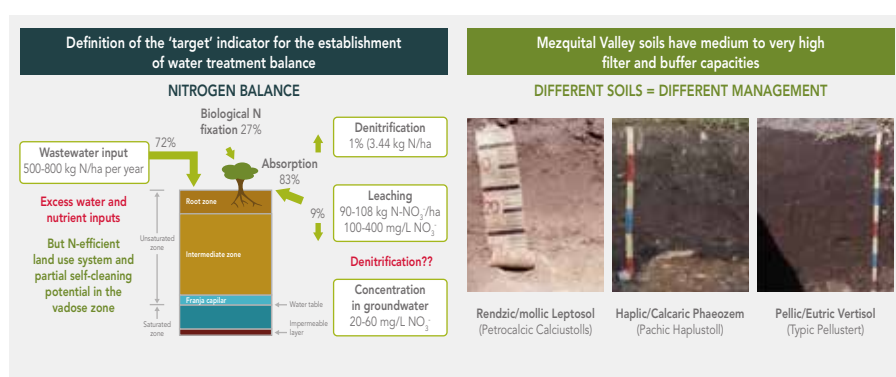 Definition of the 'target' indicator for the establishment
of water treatment balance
NITROGEN BALANCE
Biological N
fixation 27%
72%
Wastewater input
500-800 kg N/ha per year
Denitrification
1% (3.44 kg N/ha
Absorption
83%
Excess water and
nutrient inputs
But N-efficient
land use system and
partial self-cleaning
potential in the
vadose zone
Root zone
Unsaturated
zone
Intermediate zone
Franja capilar
Saturated
zone
Water table
Impermeable
layer
9%
Leaching
90-108 kg N-NO₃⁻/ha
100-400 mg/L NO₃⁻
Denitrification??
Concentration
in groundwater
20-60 mg/L NO₃⁻
Mezquital Valley soils have medium to very high
filter and buffer capacities
DIFFERENT SOILS = DIFFERENT MANAGEMENT
Rendzic/mollic Leptosol
(Petrocalcic Calciustolls)
Haplic/Calcaric Phaeozem
(Pachic Haplustoll)
Pellic/Eutric Vertisol
(Typic Pellustert)